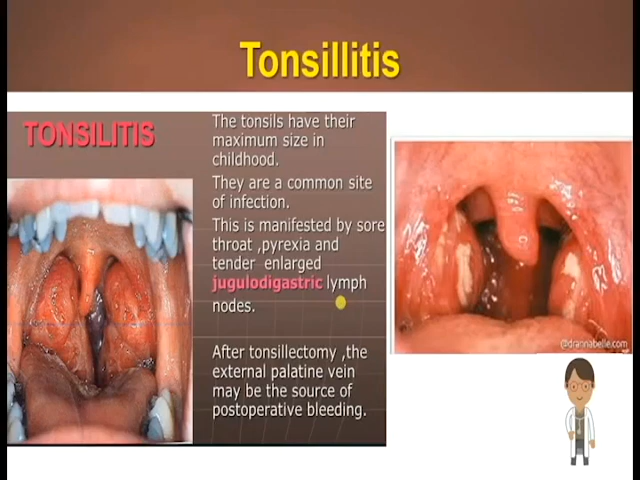 Tonsillitis
TONSILITIS
The tonsils have their
maximum size in
childhood.
They are a common site
of infection.
This is manifested by sore
throat ,pyrexia and
tender enlarged
jugulodigastric lymph
nodes.
After tonsillectomy ,the
external palatine vein
may be the source of
postoperative bleeding.
@drannabelle.com